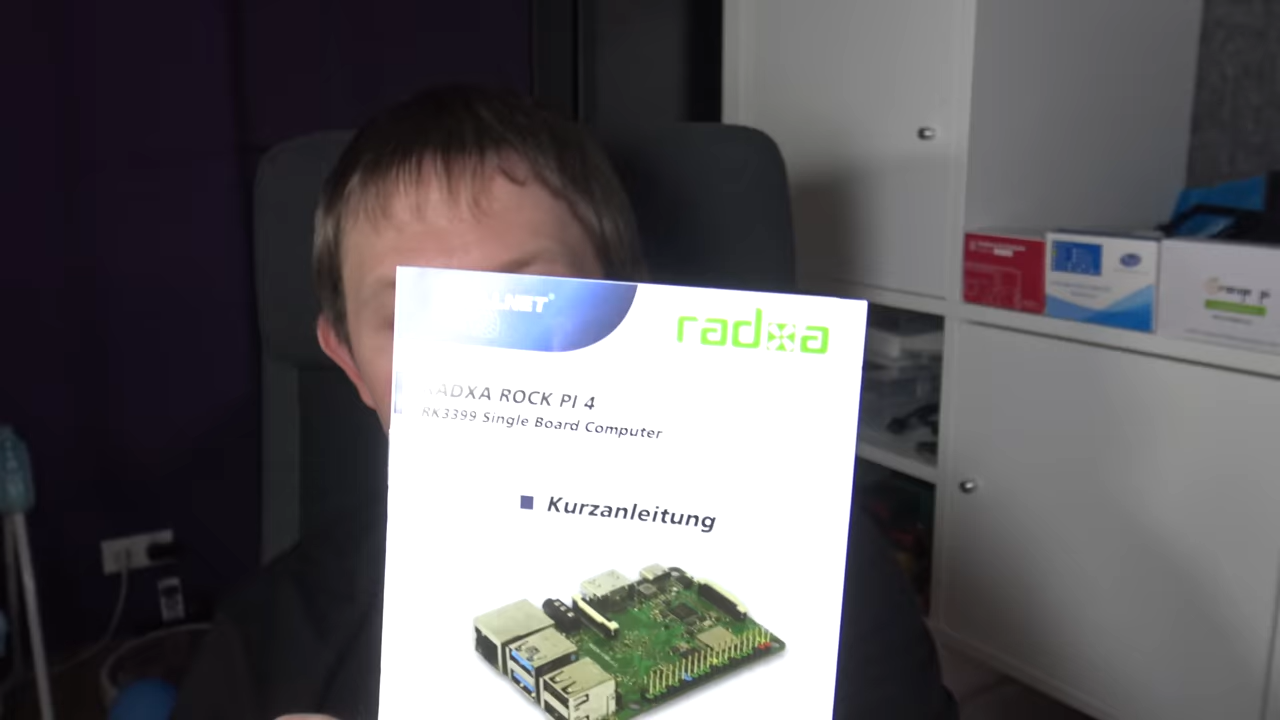 radxa
RADXA ROCK PI 4
RK3399 Single Board Computer
Kurzanleitung